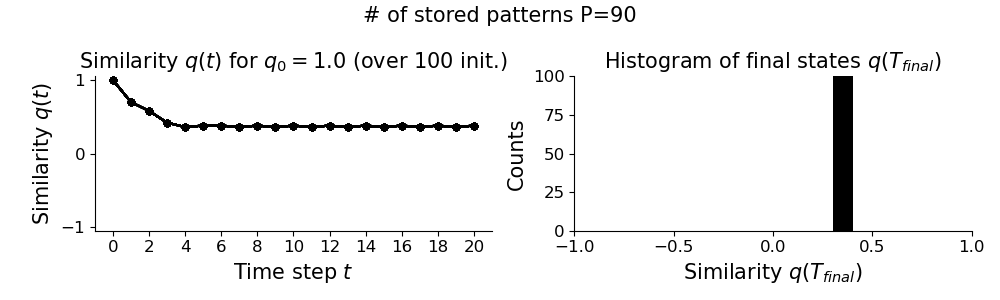 # of stored patterns P=90
Similarity q(t) for q₀ = 1.0 (over 100 init.)
Similarity q(t)
1
0
−1
0 2 4 6 8 10 12 14 16 18 20
Time step t
Histogram of final states q(T_final)
Counts
100
75
50
25
0
−1.0 −0.5 0.0 0.5 1.0
Similarity q(T_final)